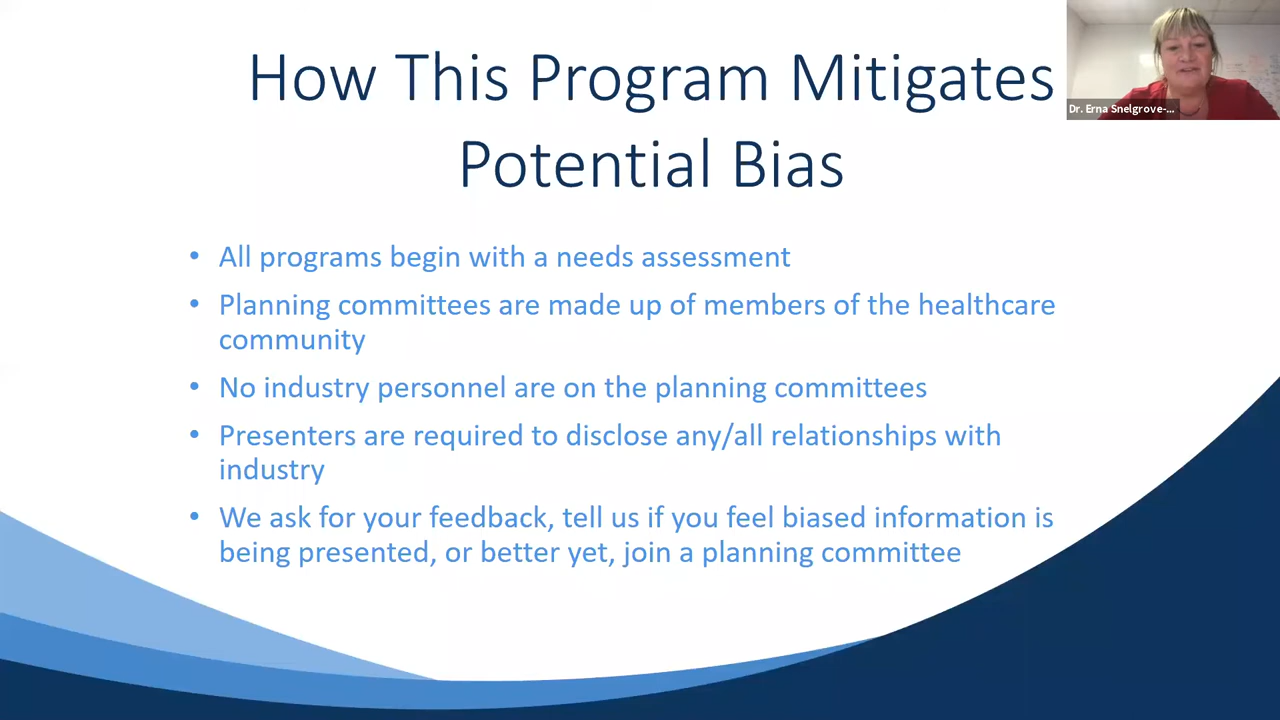 How This Program Mitigates
Potential Bias
Dr. Erna Snelgrove-...
• All programs begin with a needs assessment
• Planning committees are made up of members of the healthcare
community
• No industry personnel are on the planning committees
• Presenters are required to disclose any/all relationships with
industry
• We ask for your feedback, tell us if you feel biased information is
being presented, or better yet, join a planning committee